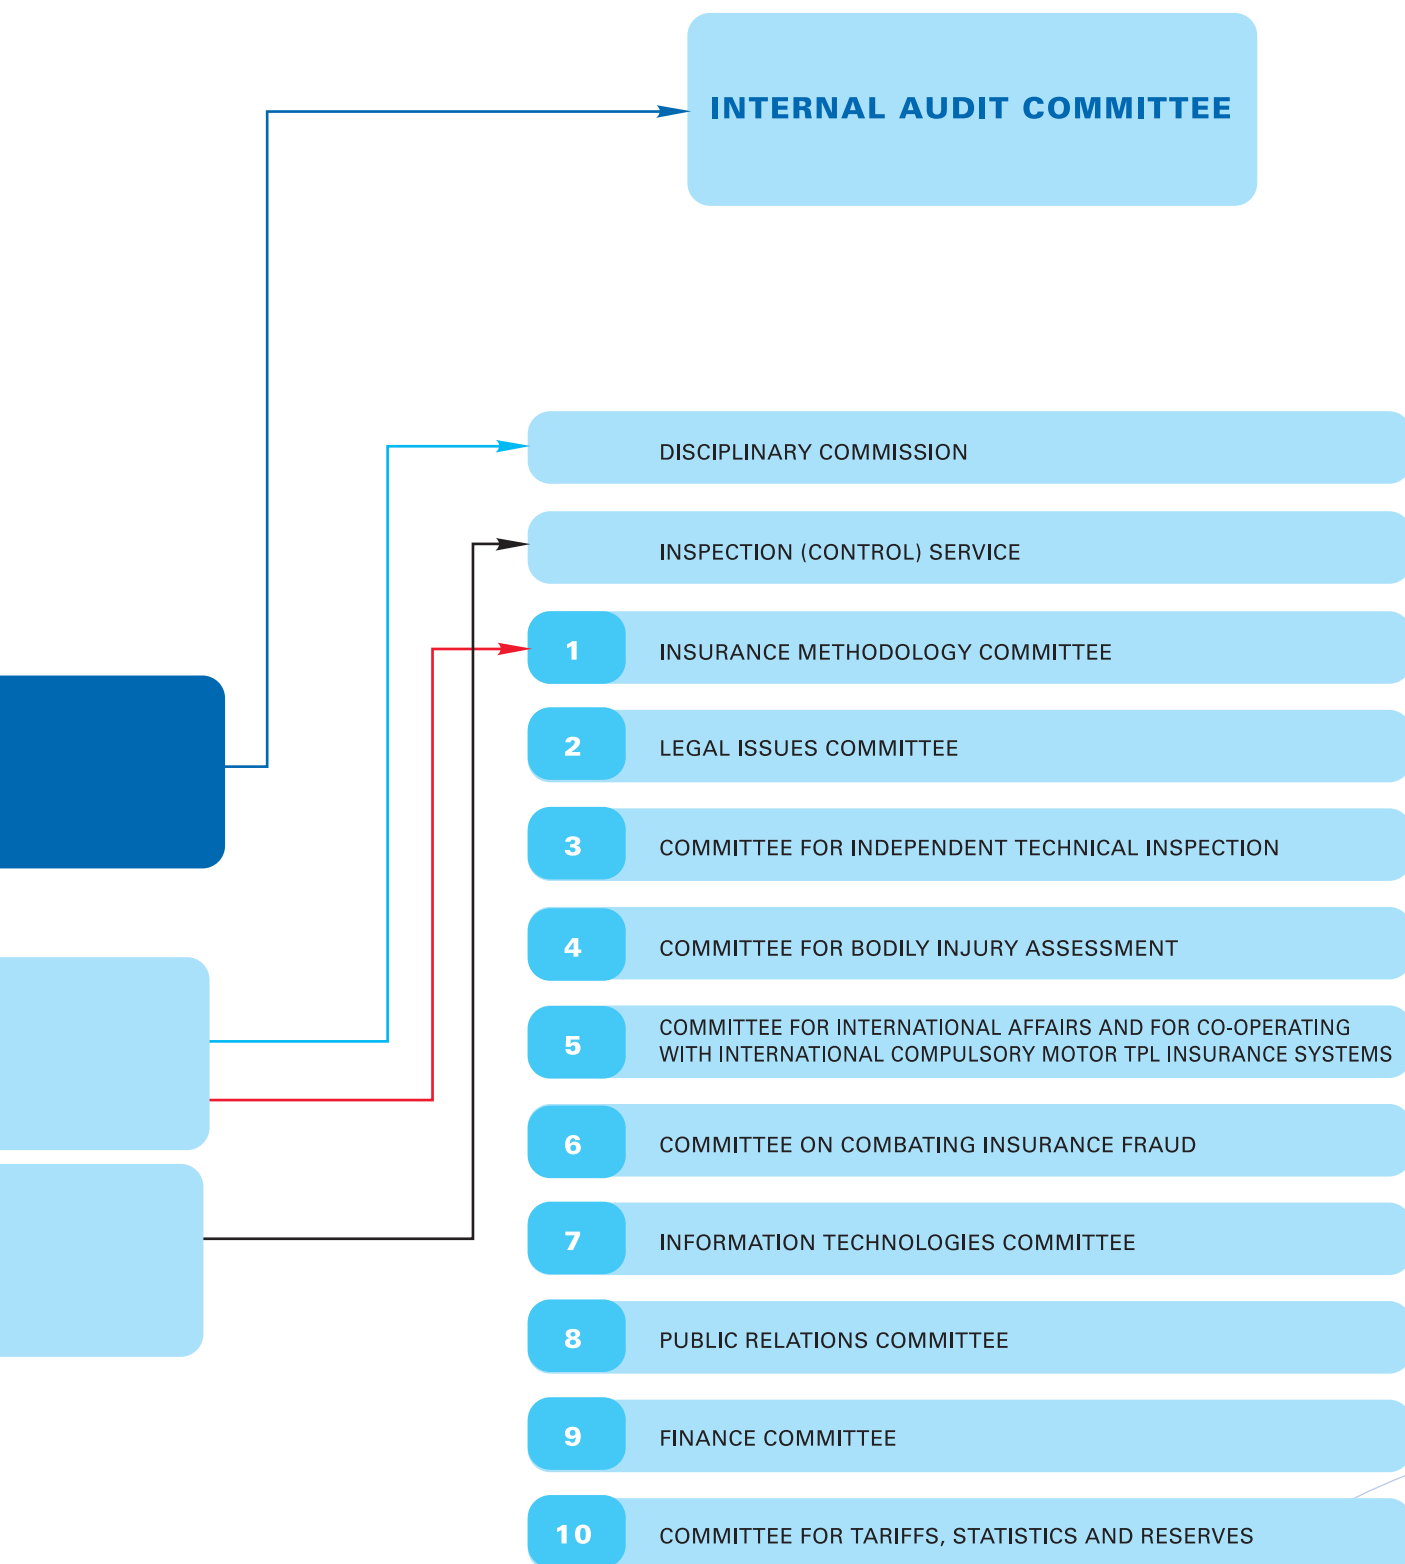 INTERNAL AUDIT COMMITTEE
DISCIPLINARY COMMISSION
INSPECTION (CONTROL) SERVICE
1 INSURANCE METHODOLOGY COMMITTEE
2 LEGAL ISSUES COMMITTEE
3 COMMITTEE FOR INDEPENDENT TECHNICAL INSPECTION
4 COMMITTEE FOR BODILY INJURY ASSESSMENT
5 COMMITTEE FOR INTERNATIONAL AFFAIRS AND FOR CO-OPERATING
WITH INTERNATIONAL COMPULSORY MOTOR TPL INSURANCE SYSTEMS
6 COMMITTEE ON COMBATING INSURANCE FRAUD
7 INFORMATION TECHNOLOGIES COMMITTEE
8 PUBLIC RELATIONS COMMITTEE
9 FINANCE COMMITTEE
10 COMMITTEE FOR TARIFFS, STATISTICS AND RESERVES